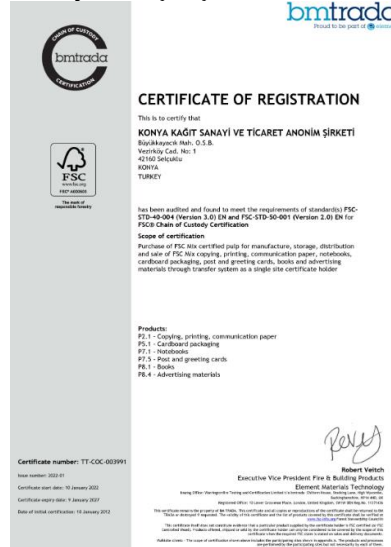 bmtrada
Proud to be part of element
CHAIN OF CUSTODY
bmtrada
CERTIFICATION
CERTIFICATE OF REGISTRATION
This is to certify that
KONYA KAĞIT SANAYİ VE TİCARET ANONİM ŞİRKETİ
Büyükkayacık Mah. O.S.B.
Vezirköy Cad. No: 1
42160 Selçuklu
KONYA
TURKEY
FSC
www.fsc.org
The mark of
responsible forestry
has been audited and found to meet the requirements of standard(s) FSC-
STD-40-004 (Version 3.0) EN and FSC-STD-50-001 (Version 2.0) EN for
FSC® Chain of Custody Certification
Scope of certification
Purchase of FSC Mix certified pulp for manufacture, storage, distribution
and sale of FSC Mix copying, printing, communication paper, notebooks,
cardboard packaging, post and greeting cards, books and advertising
materials through transfer system as a single site certificate holder
Products:
P2.1 - Copying, printing, communication paper
P5.1 - Cardboard packaging
P7.1 - Notebooks
P7.5 - Post and greeting cards
P8.1 - Books
P8.4 - Advertising materials
Certificate number: TT-COC-003991
Issue number: 2022-01
Certificate start date: 10 January 2022
Certificate expiry date: 9 January 2027
Date of initial certification: 10 January 2012
Robert Veitch
Executive Vice President Fire & Building Products
Element Materials Technology